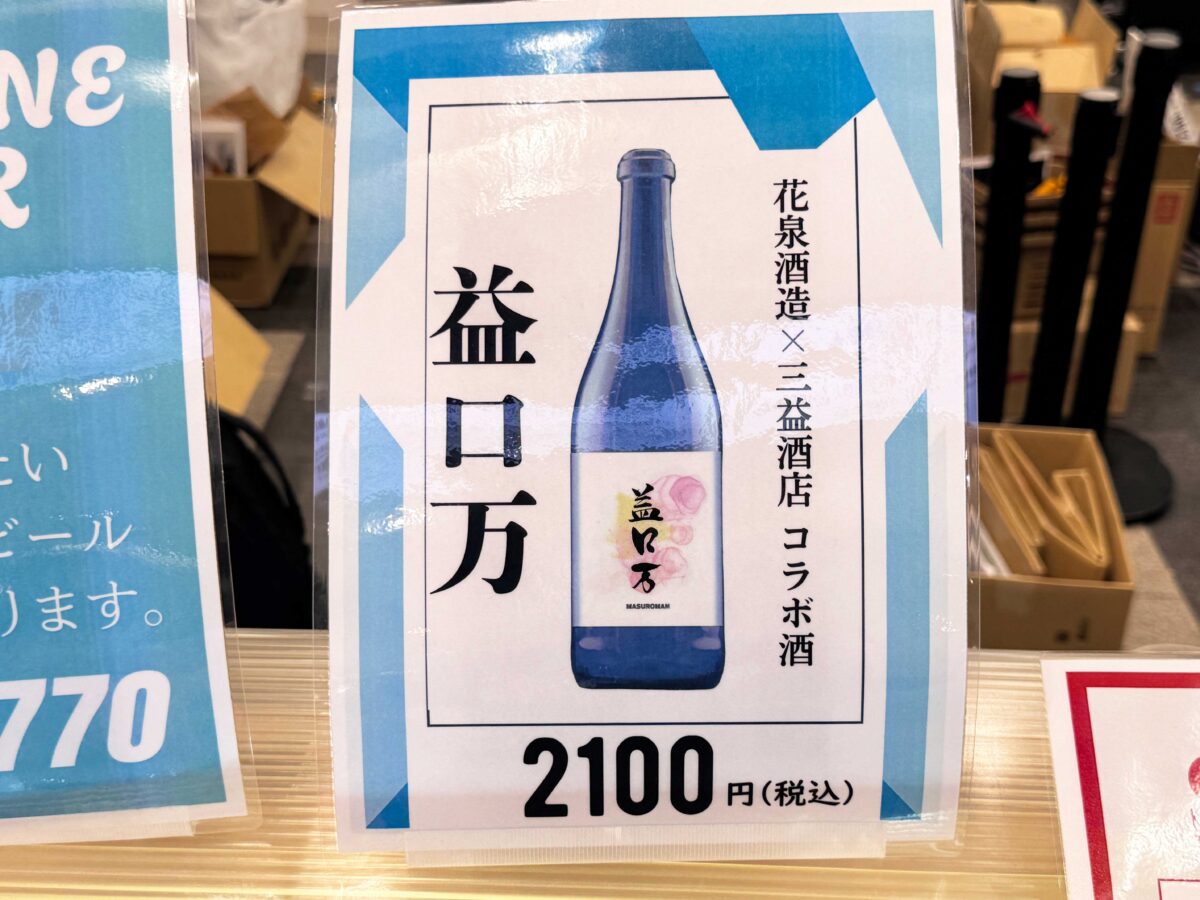 NE
R
たい
ビール
ります。
770
花泉酒造×三益酒店 コラボ酒
益口万
益口万
MASUROMAN
2100円(税込)